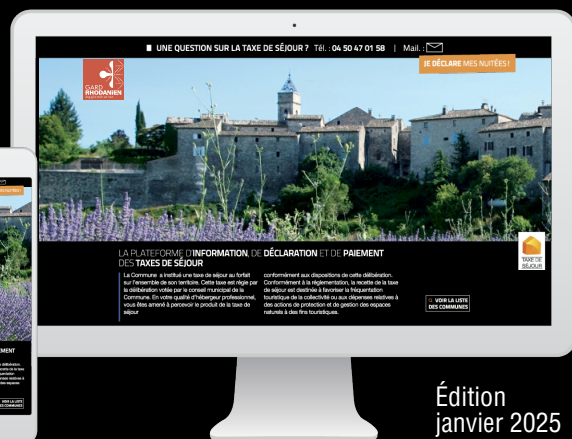 UNE QUESTION SUR LA TAXE DE SÉJOUR ? Tél. : 04 50 47 01 58 | Mail. :
JE DÉCLARE MES NUITÉES !
GARD
RHODANIEN
LA PLATEFORME D'INFORMATION, DE DÉCLARATION ET DE PAIEMENT
DES TAXES DE SÉJOUR
La Commune a institué une taxe de séjour au forfait
sur l'ensemble de son territoire. Cette taxe est régie par
la délibération votée par le conseil municipal de la
Commune. En votre qualité d'hébergeur professionnel,
vous êtes amené à percevoir le produit de la taxe de
séjour
conformément aux dispositions de cette délibération.
Conformément à la réglementation, la recette de la taxe
de séjour est destinée à favoriser la fréquentation
touristique de la collectivité ou aux dépenses relatives à
des actions de protection et de gestion des espaces
naturels à des fins touristiques.
TAXE DE
SÉJOUR
VOIR LA LISTE
DES COMMUNES
Édition
janvier 2025